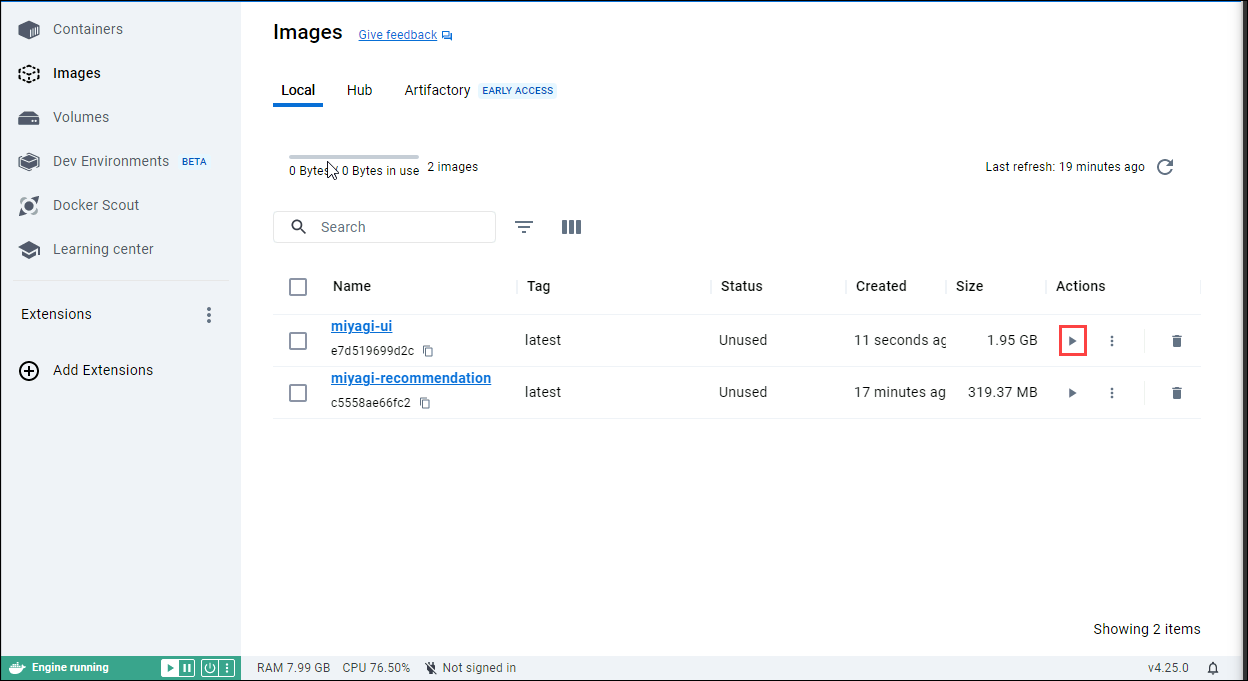 Containers
Images
Volumes
Dev Environments BETA
Docker Scout
Learning center
Extensions
Add Extensions
Engine running
Images Give feedback
Local Hub Artifactory EARLY ACCESS
0 Bytes / 0 Bytes in use 2 images Last refresh: 19 minutes ago
Search
Name Tag Status Created Size Actions
miyagi-ui
e7d519699d2c latest Unused 11 seconds ag 1.95 GB
miyagi-recommendation
c5558ae66fc2 latest Unused 17 minutes ag 319.37 MB
Showing 2 items
RAM 7.99 GB CPU 76.50% Not signed in v4.25.0